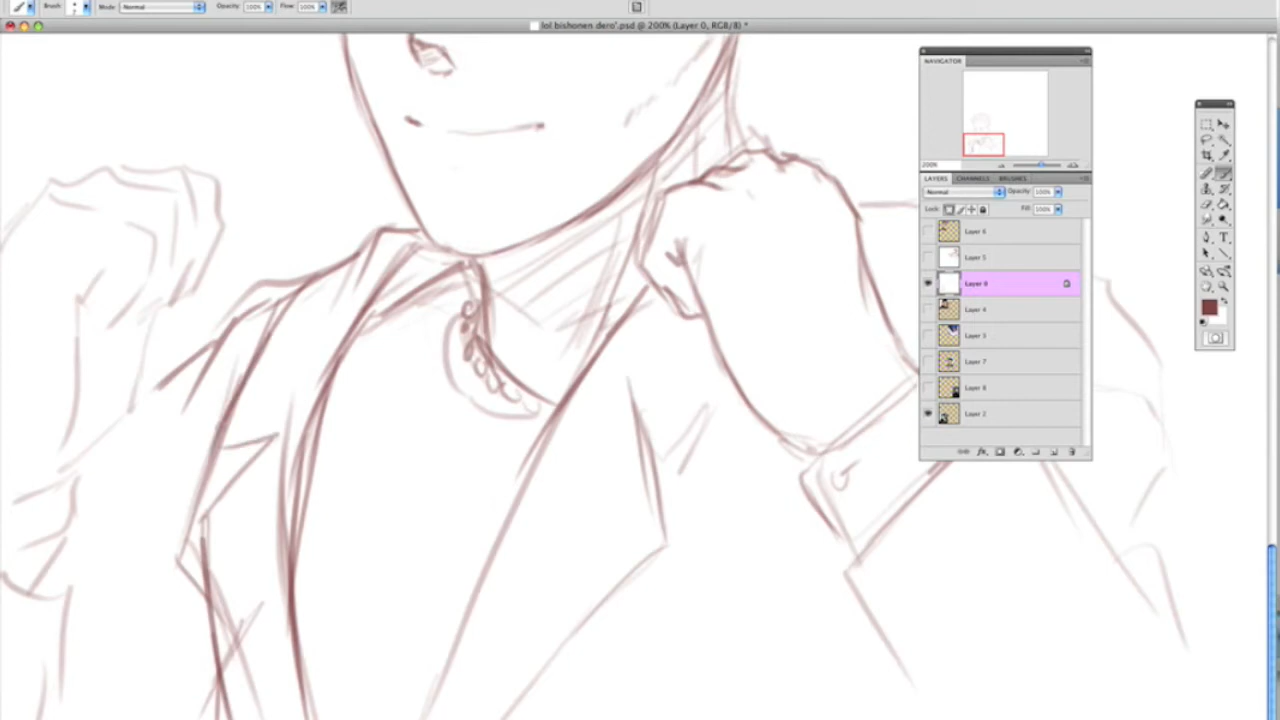 Brush: Mode: Normal Opacity: 100% Flow: 100%
lol bishonen dero'.psd @ 200% (Layer 0, RGB/8) *
NAVIGATOR
200%
LAYERS CHANNELS BRUSHES
Normal Opacity: 100%
Lock: Fill: 100%
Layer 6
Layer 5
Layer 0
Layer 4
Layer 3
Layer 7
Layer 8
Layer 2